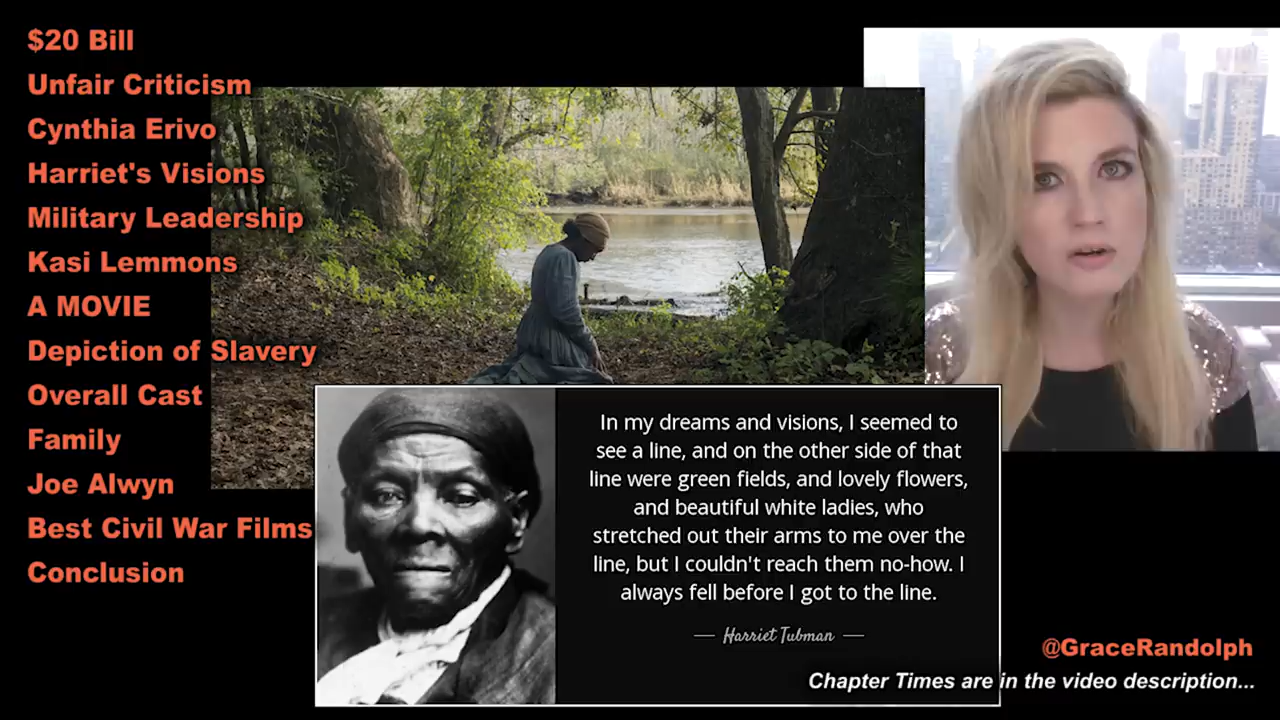 $20 Bill
Unfair Criticism
Cynthia Erivo
Harriet's Visions
Military Leadership
Kasi Lemmons
A MOVIE
Depiction of Slavery
Overall Cast
Family
Joe Alwyn
Best Civil War Films
Conclusion
In my dreams and visions, I seemed to
see a line, and on the other side of that
line were green fields, and lovely flowers,
and beautiful white ladies, who
stretched out their arms to me over the
line, but I couldn't reach them no-how. I
always fell before I got to the line.
— Harriet Tubman —
@GraceRandolph
Chapter Times are in the video description...